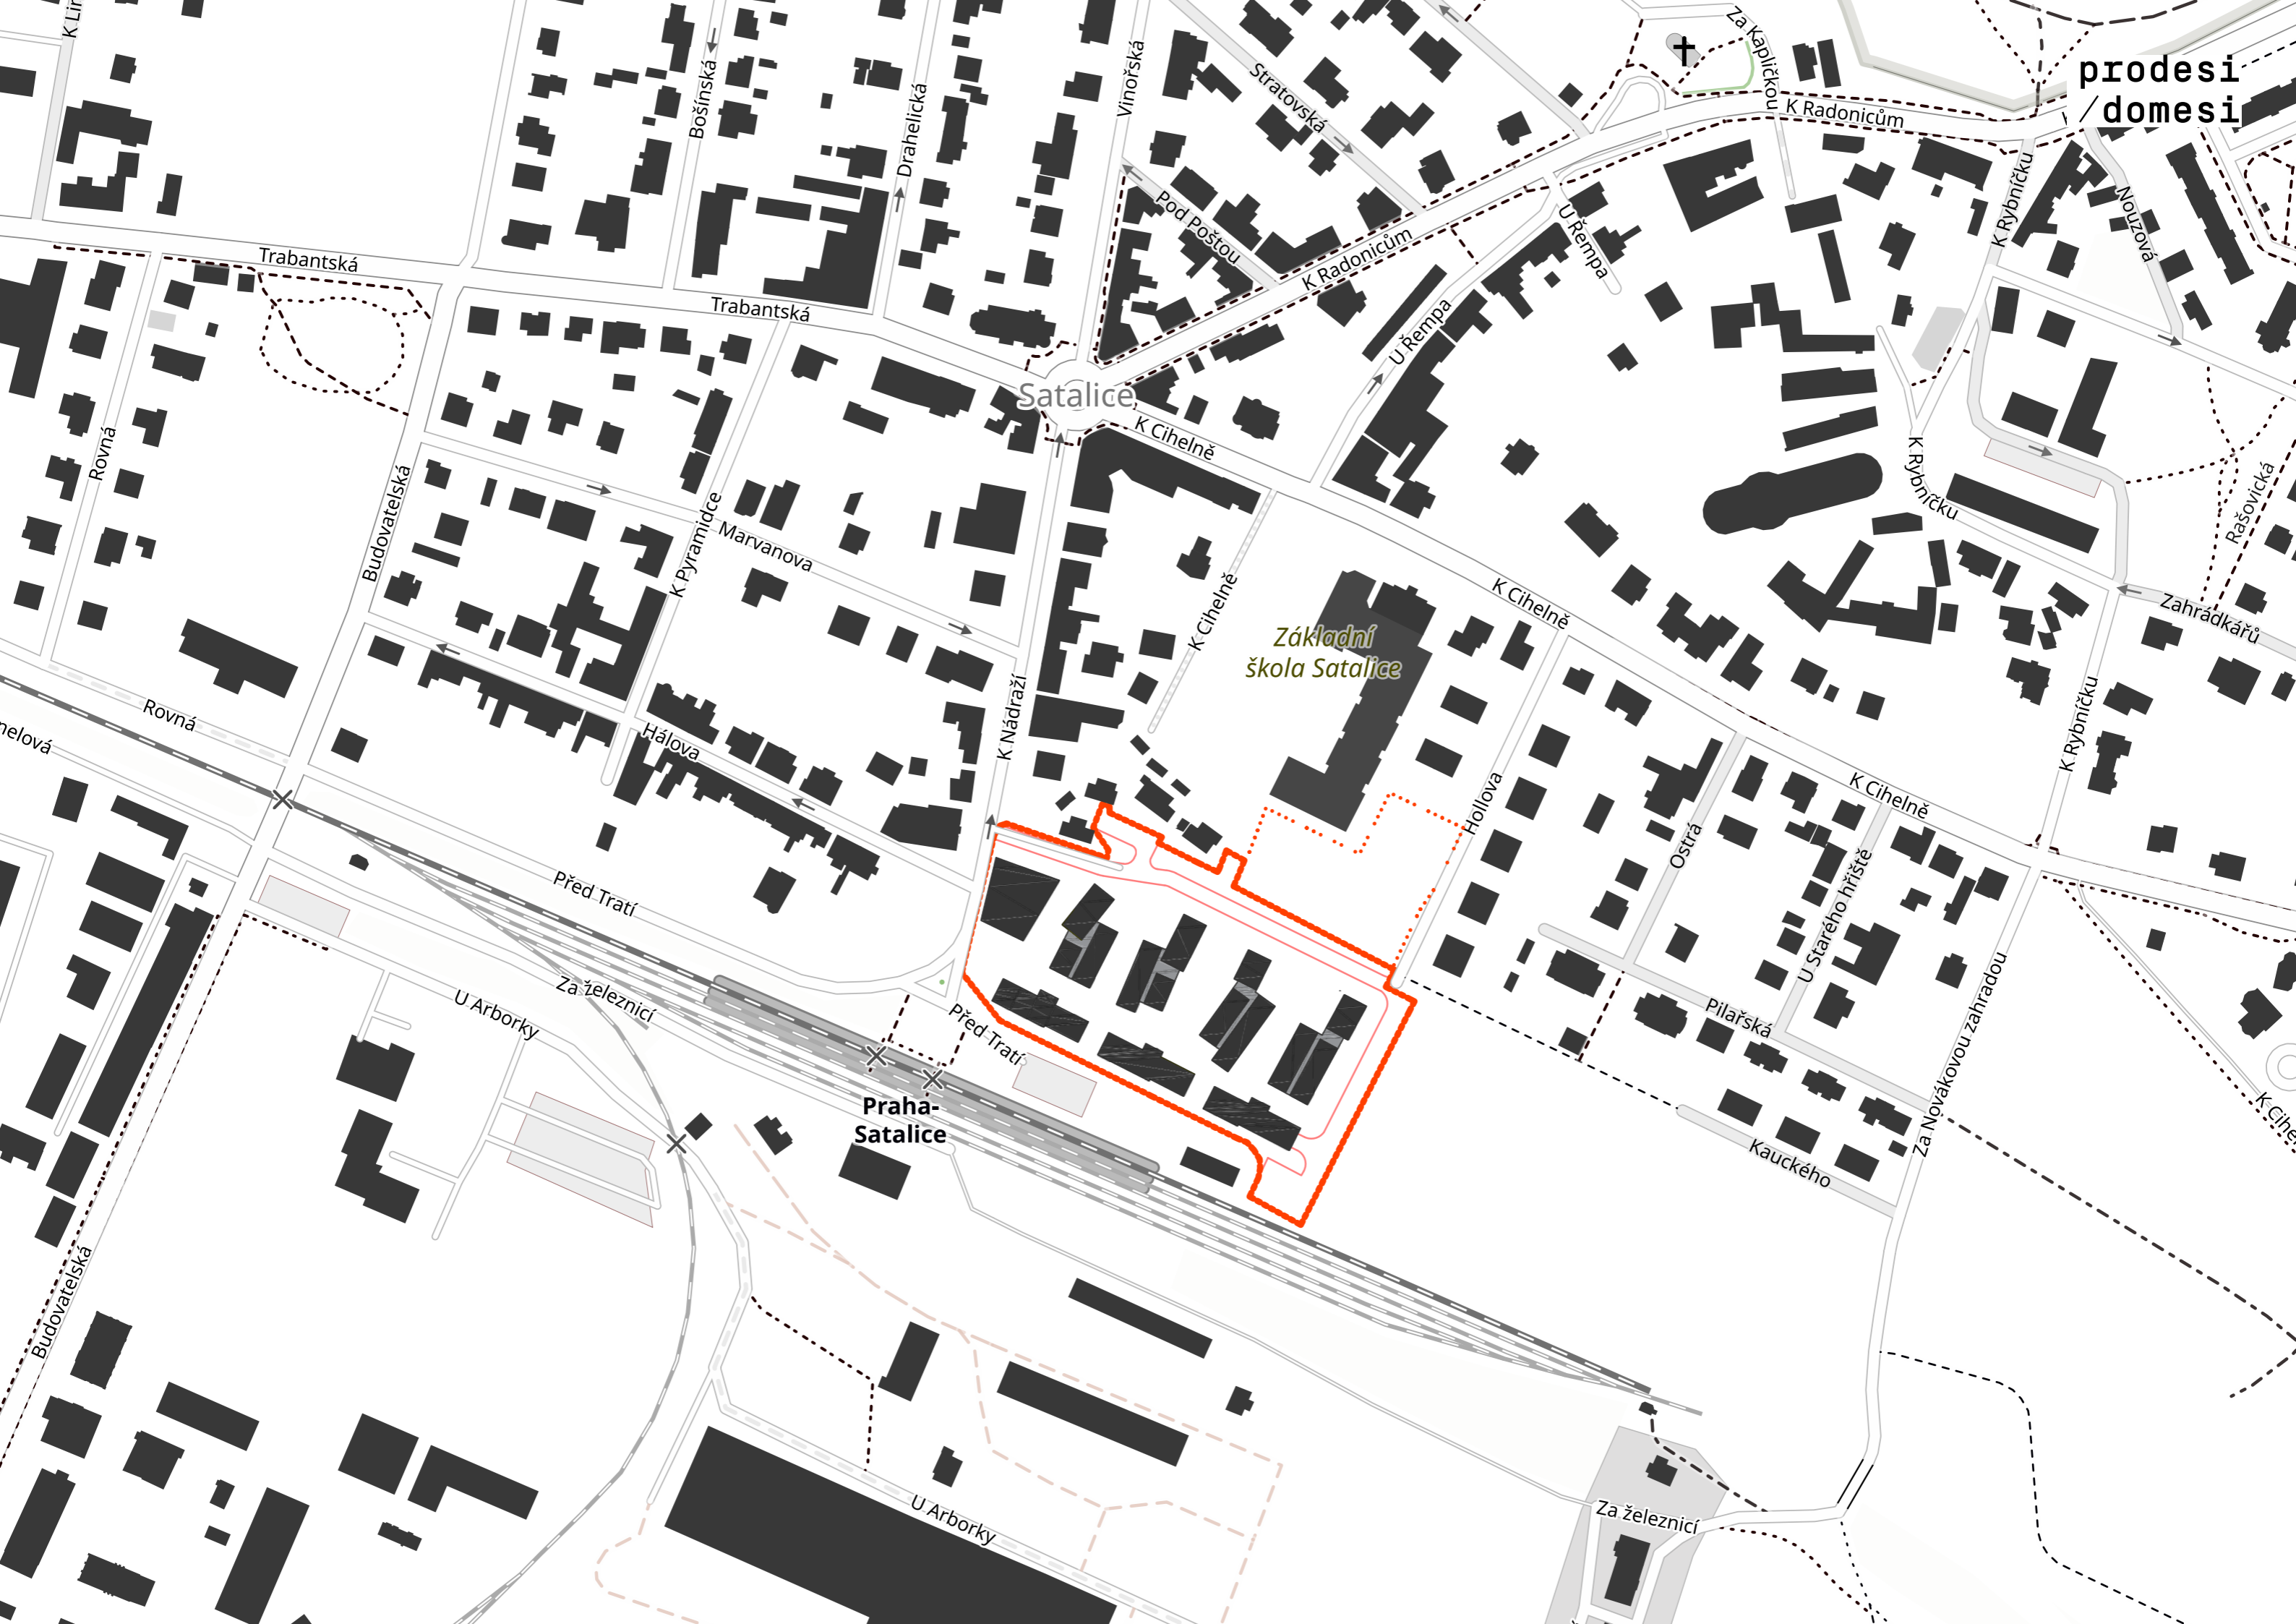 K Lin
Bošínská
Drahelická
Vinořská
Stratovská
Za Kapličkou
K Radonicům
prodesi
/domesi
K Rybníčku
Nouzová
Pod Poštou
K Radonicům
U Řempa
U Řempa
Trabantská
Trabantská
Satalice
K Cihelně
Rovná
Budovatelská
K Pyramidce
Marvanova
K Rybníčku
Rašovická
Zahrádkářů
K Cihelně
K Cihelně
Základní
škola Satalice
K Nádraží
Hálova
Rovná
nelová
Hollova
Ostrá
K Cihelně
K Rybníčku
U Starého hřiště
Před Tratí
Za železnicí
U Arborky
Před Tratí
Pilařská
Za Novákovou zahradou
Kauckého
K Cihe
Praha-
Satalice
Budovatelská
U Arborky
Za železnicí